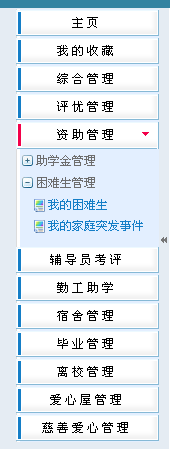 主页
我的收藏
综合管理
评优管理
资助管理
助学金管理
困难生管理
我的困难生
我的家庭突发事件
辅导员考评
勤工助学
宿舍管理
毕业管理
离校管理
爱心屋管理
慈善爱心管理